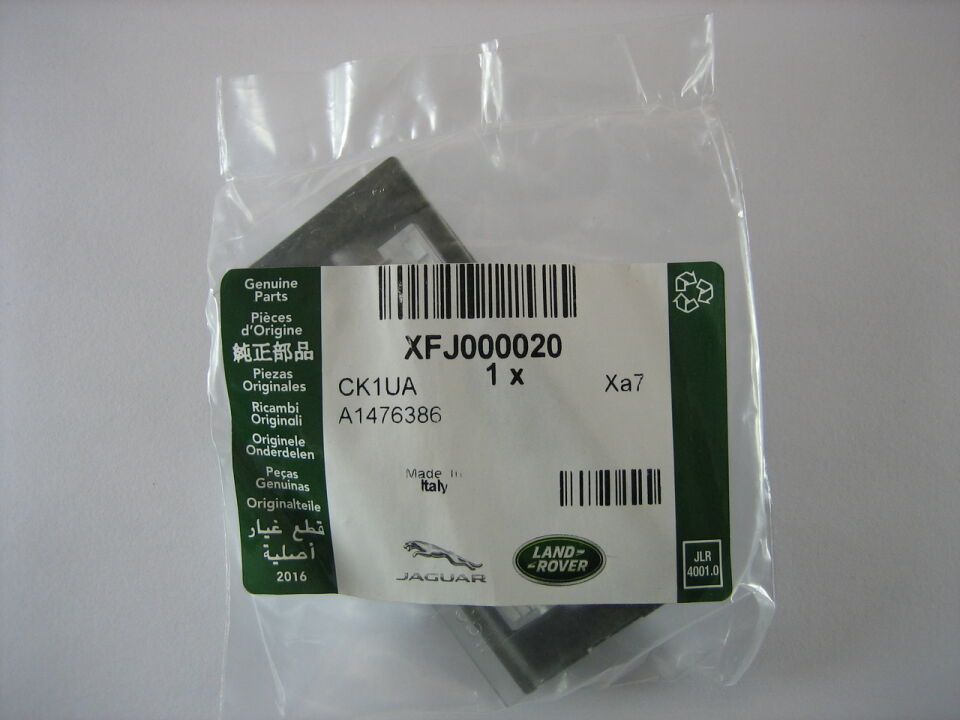 Genuine
Parts
Pièces
d'Origine
純正部品
Piezas
Originales
Ricambi
Originali
Originele
Onderdelen
Peças
Genuinas
Originalteile
قطع غيار
أصلية
2016
XFJ000020
1 x
CK1UA
Xa7
A1476386
Made In
Italy
JAGUAR
LAND-
-ROVER
JLR
4001.0